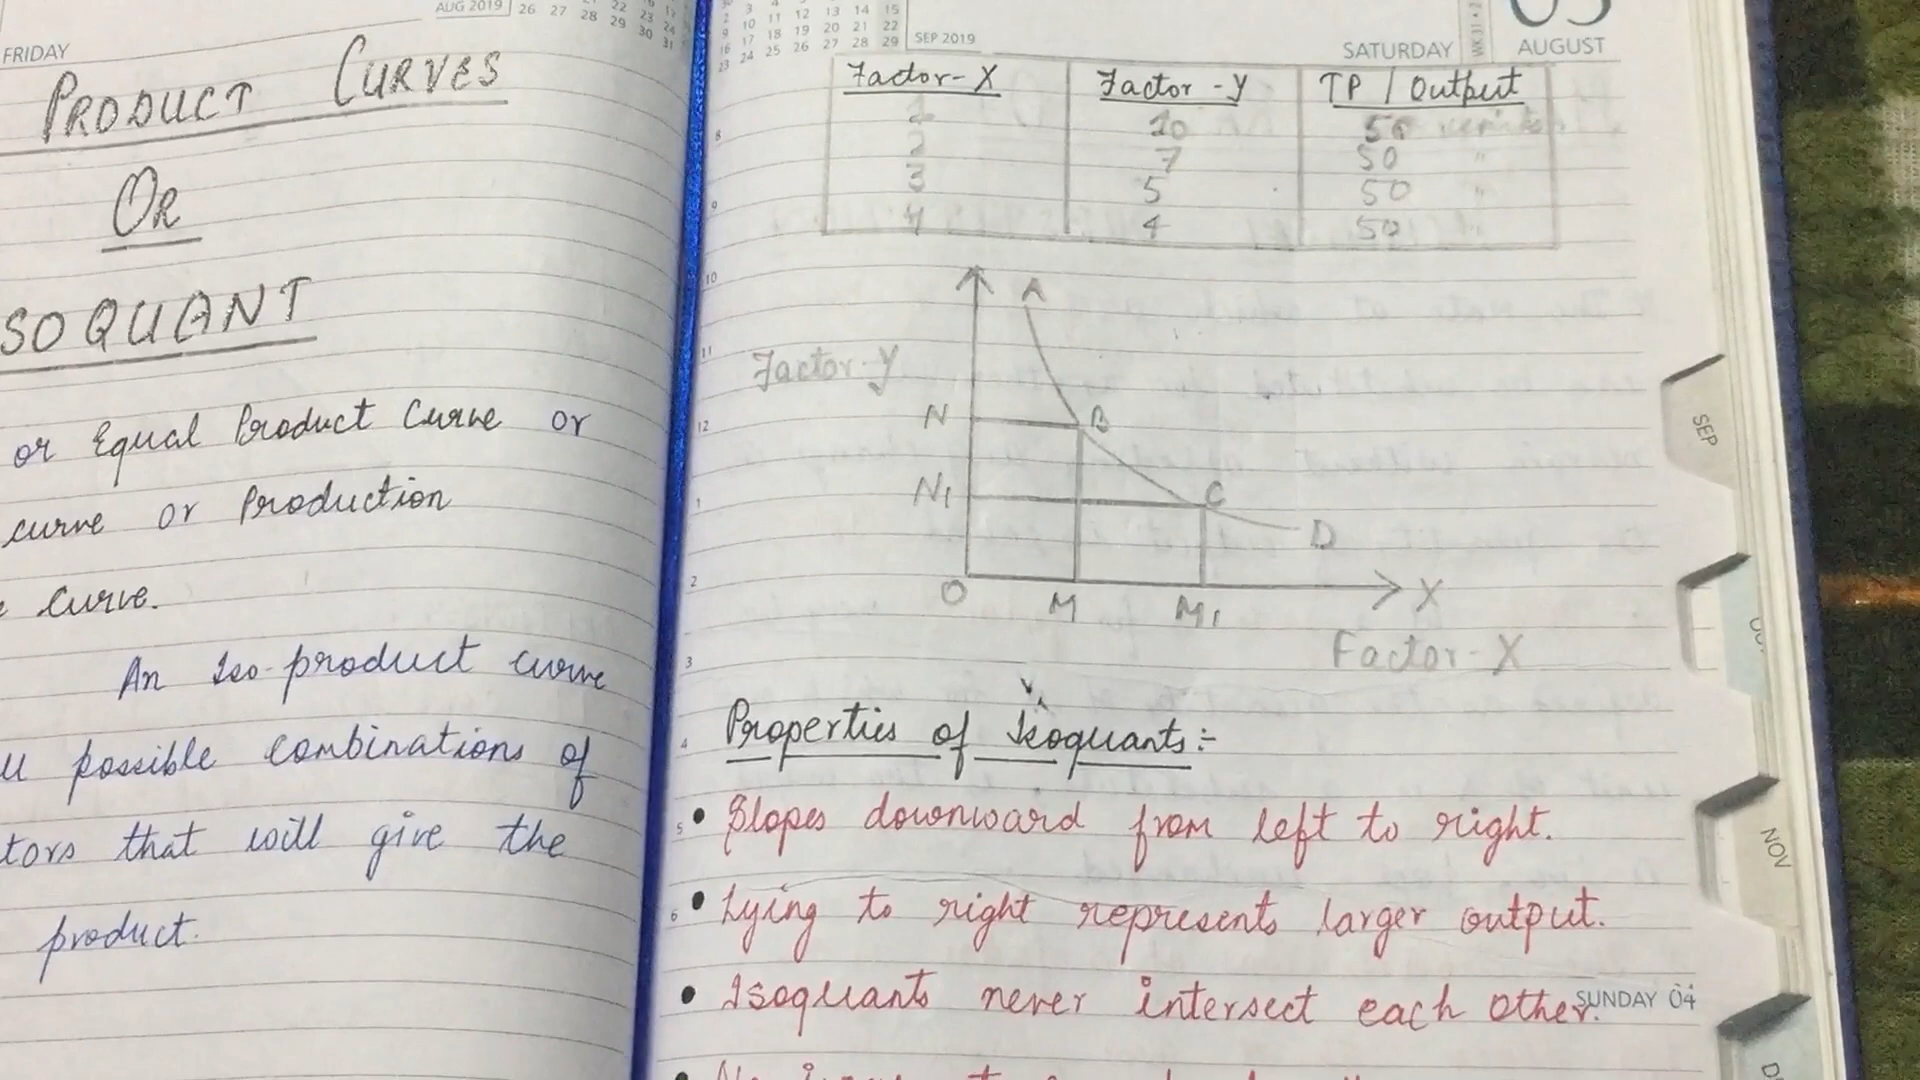 AUG 2019
FRIDAY
PRODUCT CURVES
OR
SOQUANT
or Equal Product Curve or
curve or Production
curve.
An Iso-product curve
possible combinations of
tors that will give the
product.
SEP 2019
SATURDAY
AUGUST
Factor-X Factor-Y TP / Output
1 10 50
2 7 50 "
3 5 50 "
4 4 50
A
Factor-Y
N B
N1 C
D
O M M1 X
Factor-X
Properties of Isoquants:-
• Slopes downward from left to right.
• Lying to right represents larger output.
• Isoquants never intersect each other.
SUNDAY 04
SEP
NOV